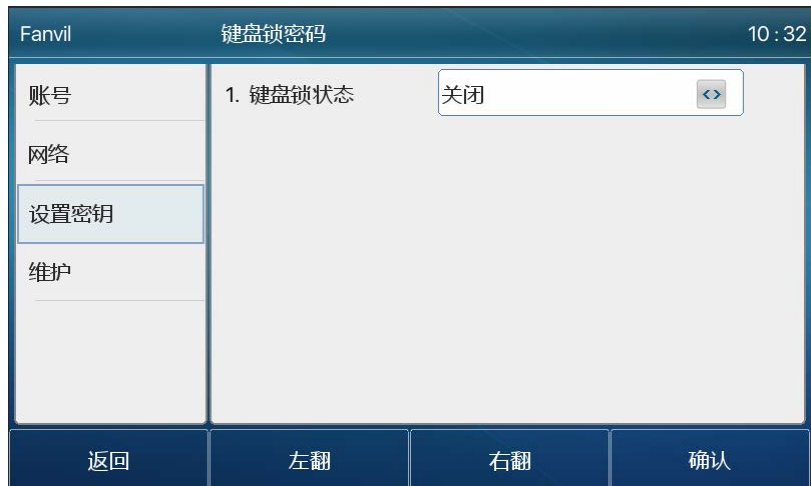 Fanvil 键盘锁密码 10:32
账号
1. 键盘锁状态 关闭 <>
网络
设置密钥
维护
返回 左翻 右翻 确认